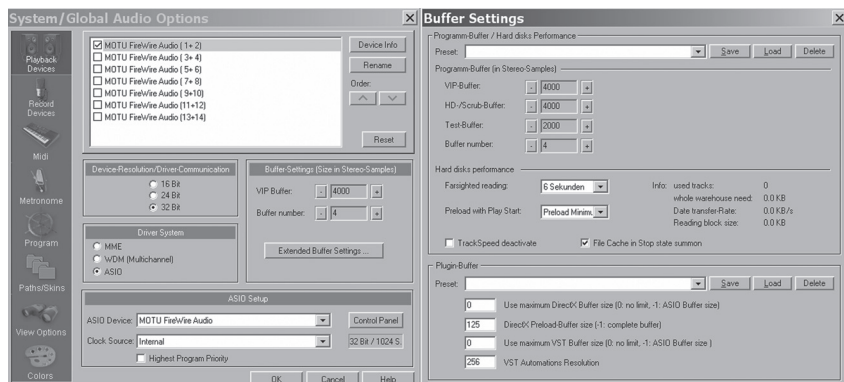 System/Global Audio Options
Playback Devices
Record Devices
Midi
Metronome
Program
Paths/Skins
View Options
Colors
MOTU FireWire Audio ( 1+ 2)
MOTU FireWire Audio ( 3+ 4)
MOTU FireWire Audio ( 5+ 6)
MOTU FireWire Audio ( 7+ 8)
MOTU FireWire Audio ( 9+10)
MOTU FireWire Audio (11+12)
MOTU FireWire Audio (13+14)
Device Info
Rename
Order:
Reset
Device-Resolution/Driver-Communication
16 Bit
24 Bit
32 Bit
Driver System
MME
WDM (Multichannel)
ASIO
Buffer-Settings (Size in Stereo-Samples)
VIP Buffer: - 4000 +
Buffer number: - 4 +
Extended Buffer Settings ...
ASIO Setup
ASIO Device: MOTU FireWire Audio Control Panel
Clock Source: Internal 32 Bit / 1024 S
Highest Program Priority
OK Cancel Help
Buffer Settings
Programm-Buffer / Hard disks Performance
Preset: Save Load Delete
Programm-Buffer (in Stereo-Samples)
VIP-Buffer: - 4000 +
HD-/Scrub-Buffer: - 4000 +
Test-Buffer: - 2000 +
Buffer number: - 4 +
Hard disks performance
Farsighted reading: 6 Sekunden Info: used tracks: 0
whole warehouse need: 0.0 KB
Preload with Play Start: Preload Minimu Date transfer-Rate: 0.0 KB/s
Reading block size: 0.0 KB
TrackSpeed deactivate File Cache in Stop state summon
Plugin-Buffer
Preset: Save Load Delete
0 Use maximum DirectX Buffer size (0: no limit, -1: ASIO Buffer size)
125 DirectX Preload-Buffer size (-1: complete buffer)
0 Use maximum VST Buffer size (0: no limit, -1: ASIO Buffer size )
256 VST Automations Resolution